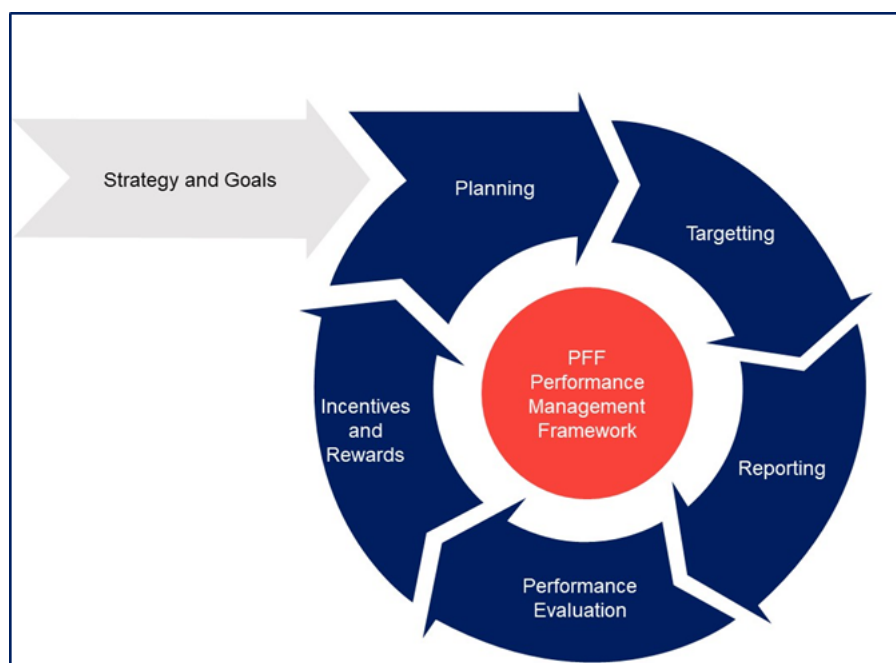 Strategy and Goals
Planning
Targetting
PFF
Performance
Management
Framework
Incentives
and
Rewards
Reporting
Performance
Evaluation